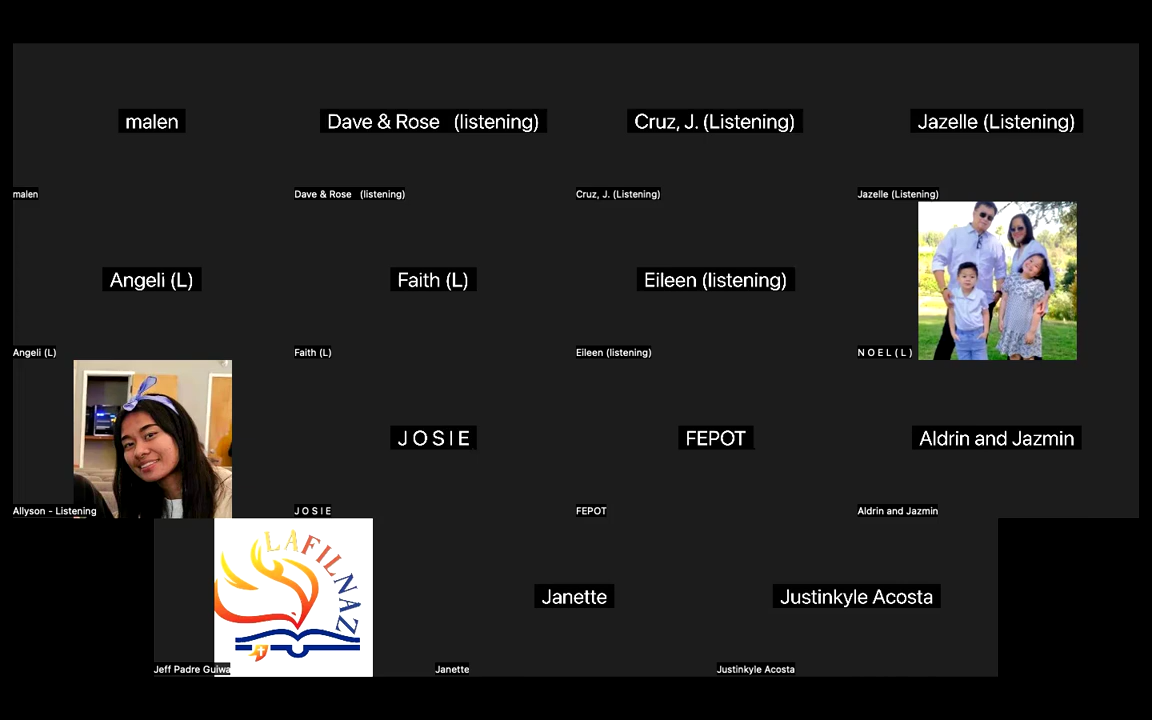 malen
Dave & Rose (listening)
Cruz, J. (Listening)
Jazelle (Listening)
malen
Dave & Rose (listening)
Cruz, J. (Listening)
Jazelle (Listening)
Angeli (L)
Faith (L)
Eileen (listening)
Angeli (L)
Faith (L)
Eileen (listening)
N O E L ( L )
J O S I E
FEPOT
Aldrin and Jazmin
Allyson - Listening
J O S I E
FEPOT
Aldrin and Jazmin
LAFILNAZ
Janette
Justinkyle Acosta
Jeff Padre Guiwa
Janette
Justinkyle Acosta